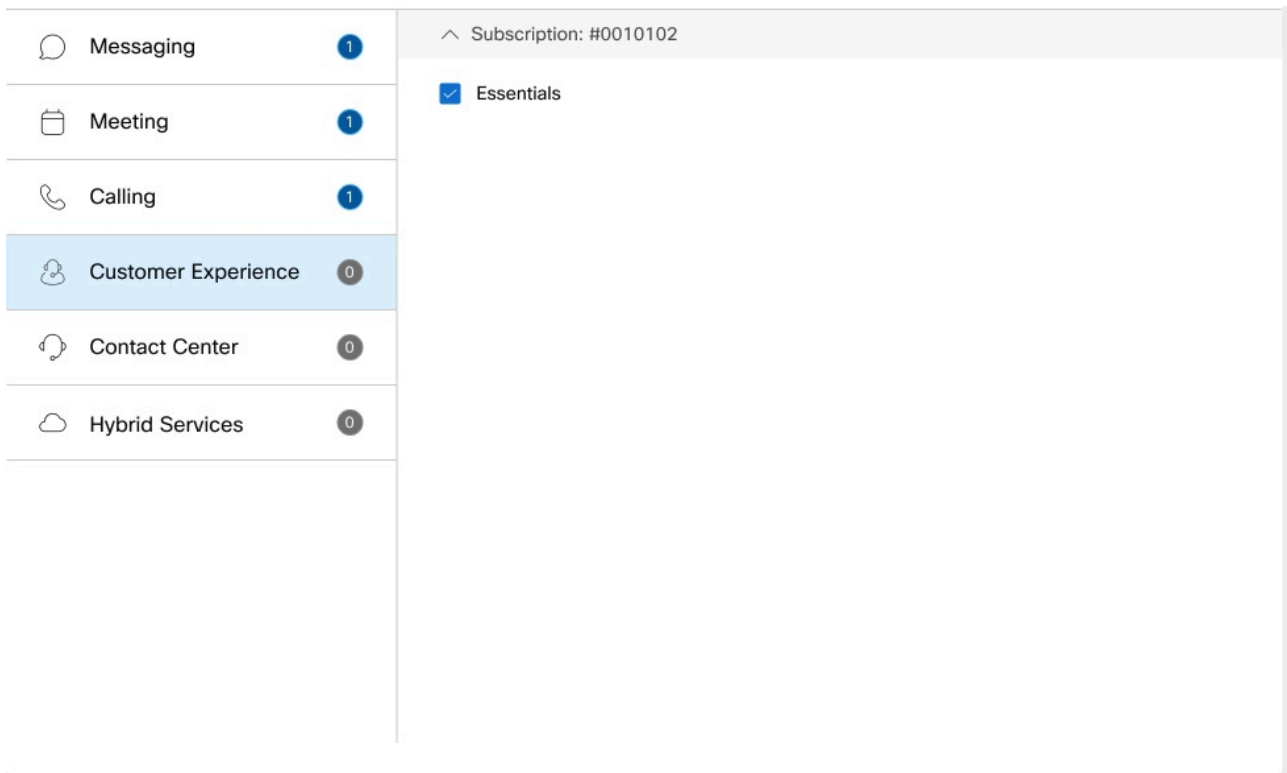 Messaging 1
Meeting 1
Calling 1
Customer Experience 0
Contact Center 0
Hybrid Services 0
Subscription: #0010102
Essentials